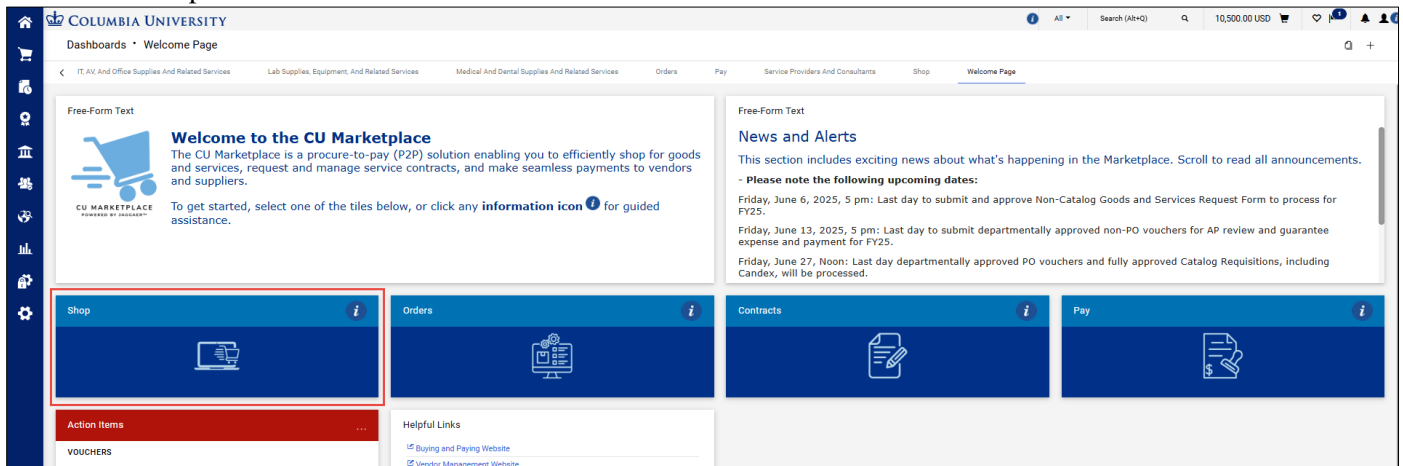 COLUMBIA UNIVERSITY
All
Search (Alt+Q)
10,500.00 USD
1
Dashboards • Welcome Page
IT, AV, And Office Supplies And Related Services
Lab Supplies, Equipment, And Related Services
Medical And Dental Supplies And Related Services
Orders
Pay
Service Providers And Consultants
Shop
Welcome Page
Free-Form Text
Welcome to the CU Marketplace
The CU Marketplace is a procure-to-pay (P2P) solution enabling you to efficiently shop for goods
and services, request and manage service contracts, and make seamless payments to vendors
and suppliers.
To get started, select one of the tiles below, or click any information icon i for guided
assistance.
CU MARKETPLACE
POWERED BY JAGGAER™
Free-Form Text
News and Alerts
This section includes exciting news about what's happening in the Marketplace. Scroll to read all announcements.
- Please note the following upcoming dates:
Friday, June 6, 2025, 5 pm: Last day to submit and approve Non-Catalog Goods and Services Request Form to process for
FY25.
Friday, June 13, 2025, 5 pm: Last day to submit departmentally approved non-PO vouchers for AP review and guarantee
expense and payment for FY25.
Friday, June 27, Noon: Last day departmentally approved PO vouchers and fully approved Catalog Requisitions, including
Candex, will be processed.
Shop
Orders
Contracts
Pay
Action Items
...
VOUCHERS
Helpful Links
Buying and Paying Website
Vendor Management Website